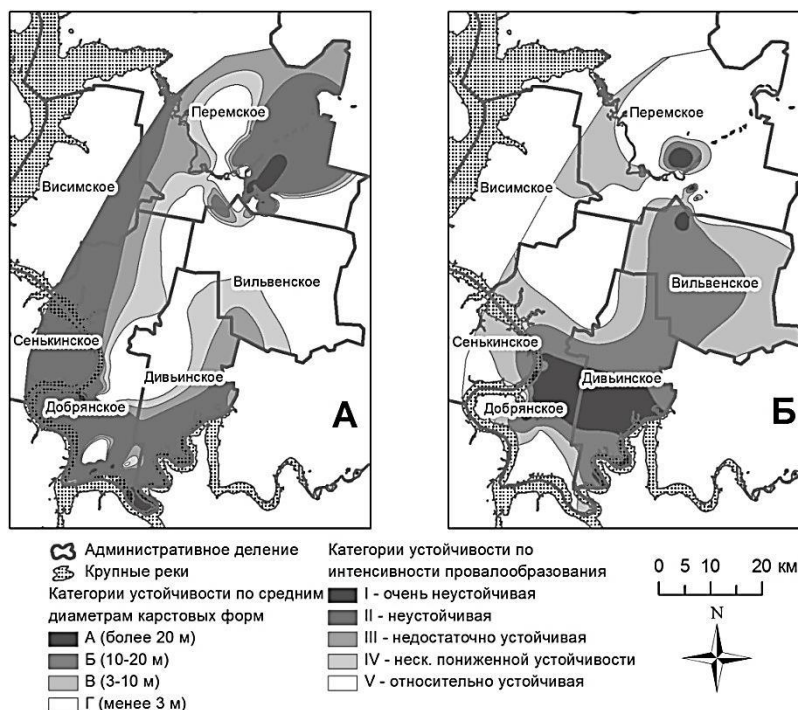 Перемское
Висимское
Вильвенское
Сенькинское
Дивьинское
Добрянское
А
Перемское
Висимское
Вильвенское
Сенькинское
Дивьинское
Добрянское
Б
Административное деление
Крупные реки
Категории устойчивости по средним
диаметрам карстовых форм
А (более 20 м)
Б (10-20 м)
В (3-10 м)
Г (менее 3 м)
Категории устойчивости по
интенсивности провалообразования
I - очень неустойчивая
II - неустойчивая
III - недостаточно устойчивая
IV - неск. пониженной устойчивости
V - относительно устойчивая
0 5 10 20 км
N